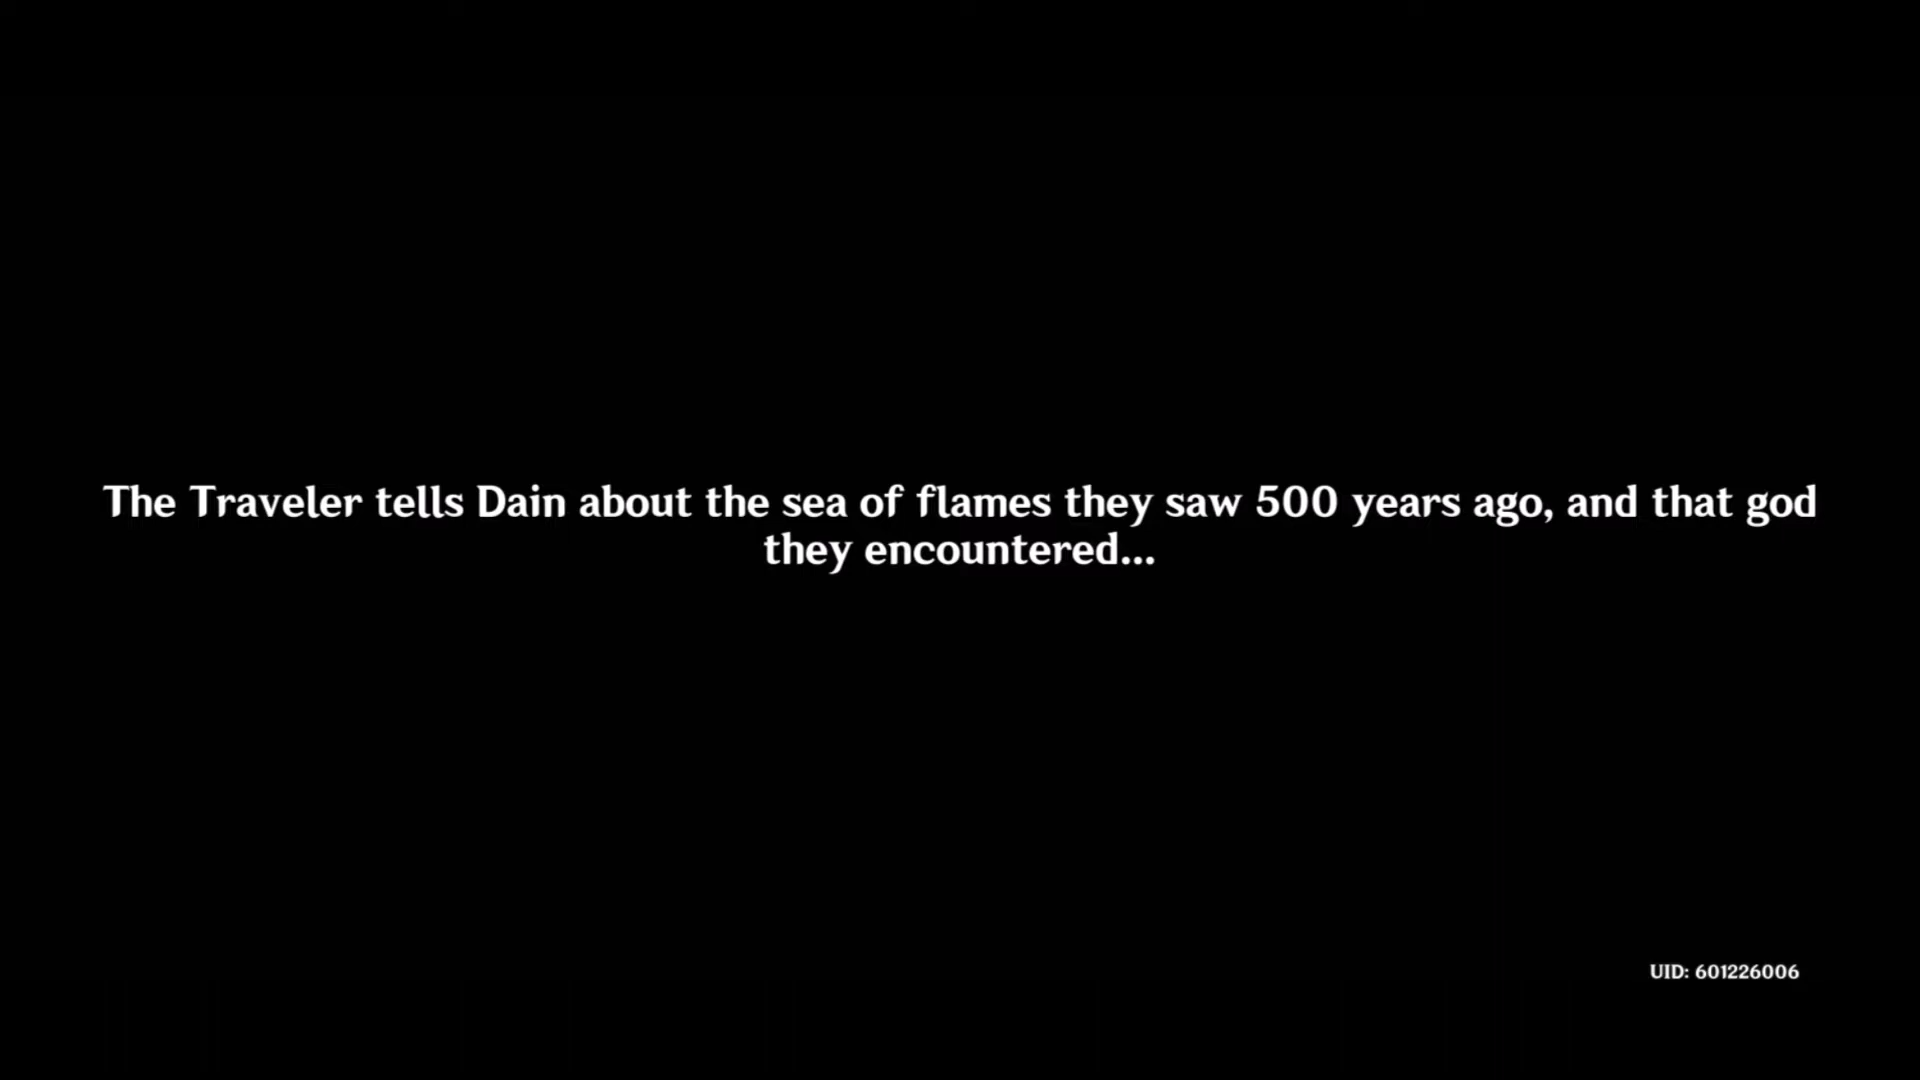 The Traveler tells Dain about the sea of flames they saw 500 years ago, and that god
they encountered...
UID: 601226006